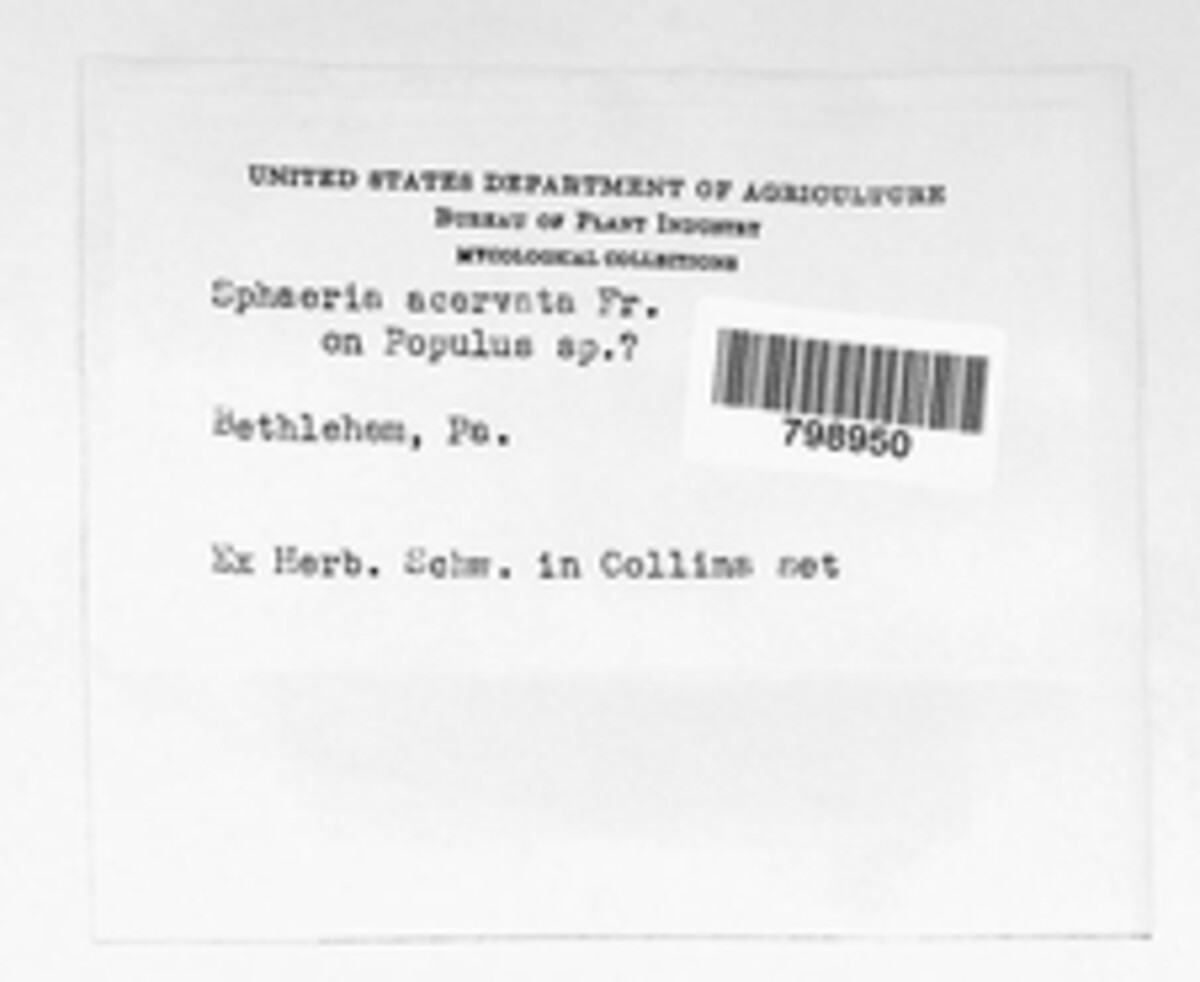 UNITED STATES DEPARTMENT OF AGRICULTURE
BUREAU OF PLANT INDUSTRY
MYCOLOGICAL COLLECTIONS
Sphaeria acervata Fr.
on Populus sp.?
798950
Bethlehem, Pa.
Ex Herb. Schw. in Collins set